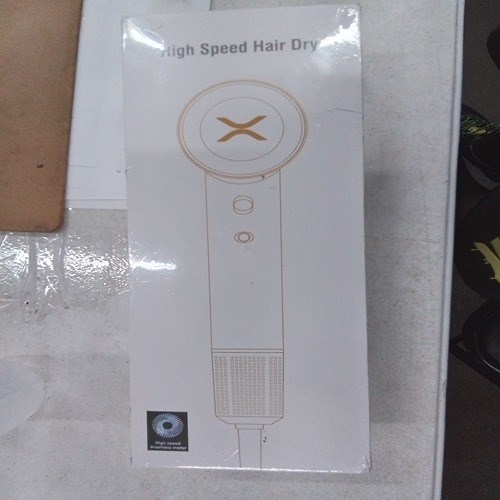 High Speed Hair Dry
High speed
brushless motor